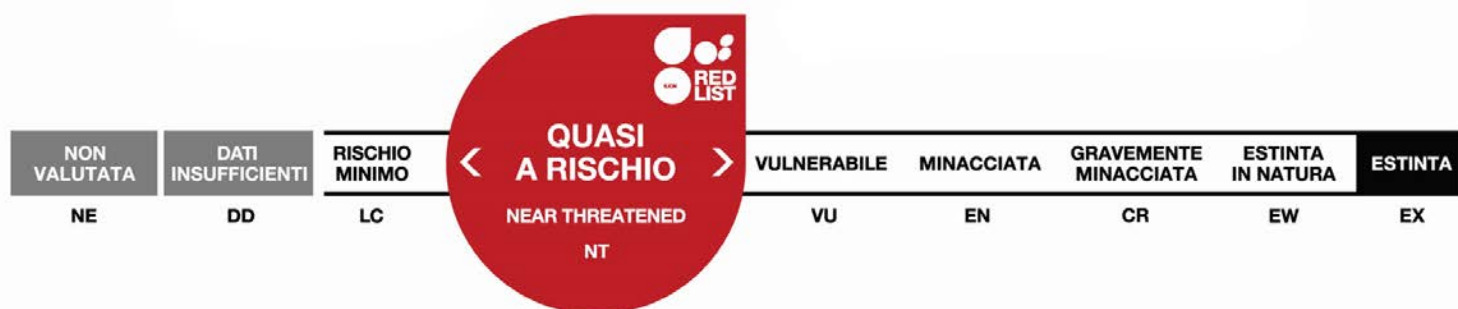 RED
LIST
NON
VALUTATA
NE
DATI
INSUFFICIENTI
DD
RISCHIO
MINIMO
LC
QUASI
A RISCHIO
NEAR THREATENED
NT
VULNERABILE
VU
MINACCIATA
EN
GRAVEMENTE
MINACCIATA
CR
ESTINTA
IN NATURA
EW
ESTINTA
EX